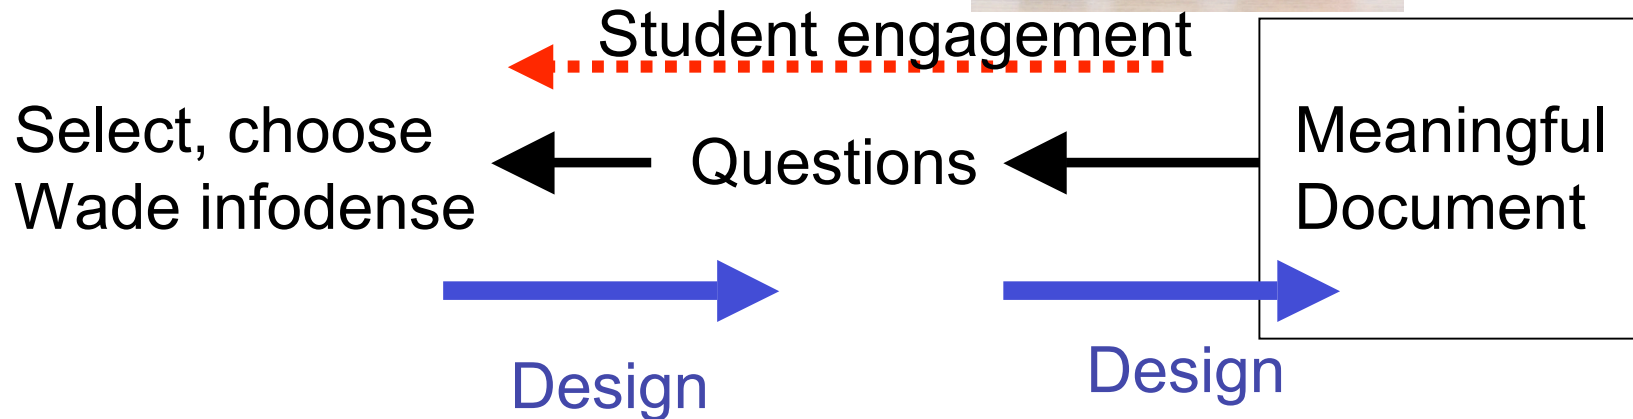 Student engagement
Select, choose
Wade infodense
Questions
Meaningful
Document
Design
Design